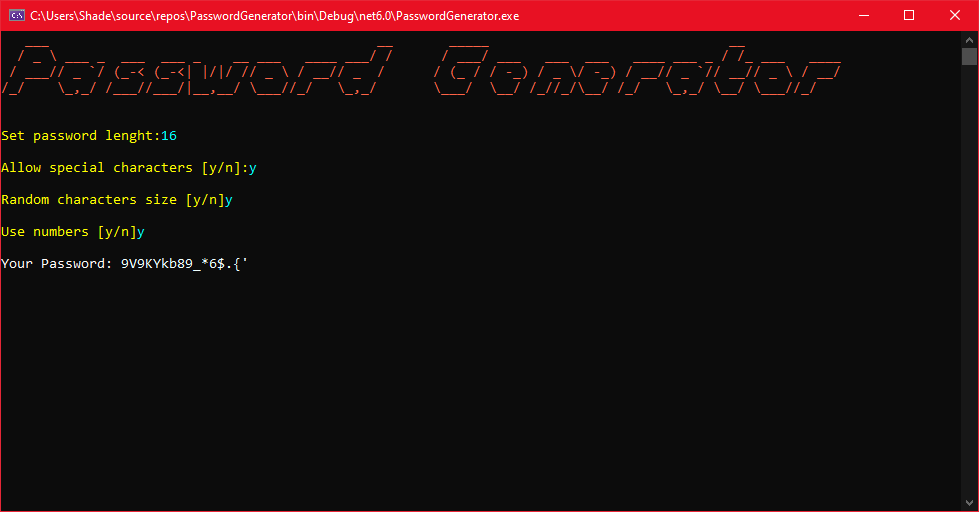 C:\Users\Shade\source\repos\PasswordGenerator\bin\Debug\net6.0\PasswordGenerator.exe
Password Generator
Set password lenght:16
Allow special characters [y/n]:y
Random characters size [y/n]y
Use numbers [y/n]y
Your Password: 9V9KYkb89_*6$.{'